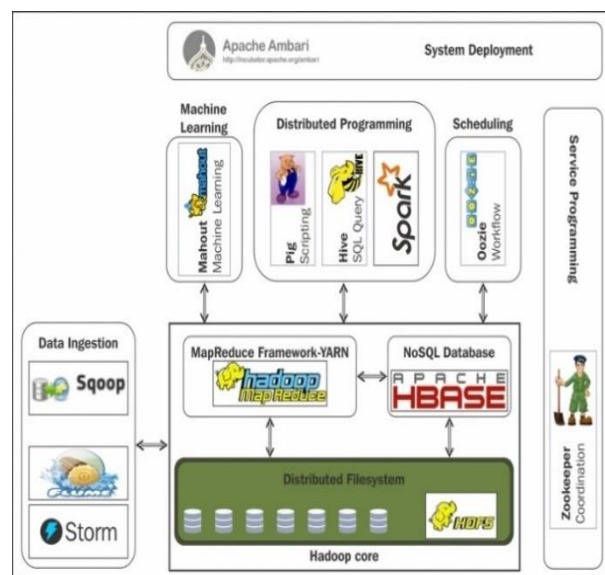 Apache Ambari
http://incubator.apache.org/ambari
System Deployment
Machine
Learning
Distributed Programming
Scheduling
Service Programming
mahout
Mahout
Machine Learning
Pig
Scripting
HIVE
Hive
SQL Query
Spark
OOZIE
Oozie
Workflow
Data Ingestion
Sqoop
FLUME
Storm
MapReduce Framework-YARN
hadoop
Map Reduce
NoSQL Database
APACHE
HBASE
Zookeeper
Coordination
Distributed Filesystem
HDFS
Hadoop core